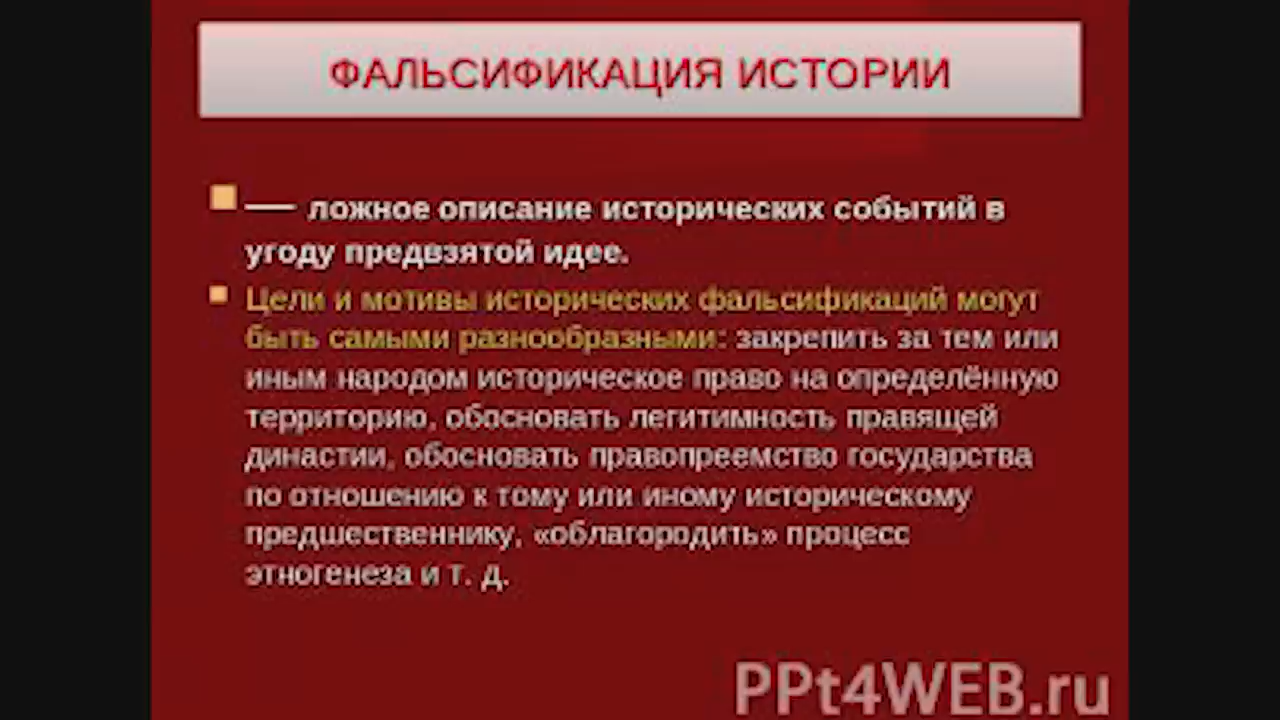 ФАЛЬСИФИКАЦИЯ ИСТОРИИ
— ложное описание исторических событий в
угоду предвзятой идее.
Цели и мотивы исторических фальсификаций могут
быть самыми разнообразными: закрепить за тем или
иным народом историческое право на определённую
территорию, обосновать легитимность правящей
династии, обосновать правопреемство государства
по отношению к тому или иному историческому
предшественнику, «облагородить» процесс
этногенеза и т. д.
PPt4WEB.ru